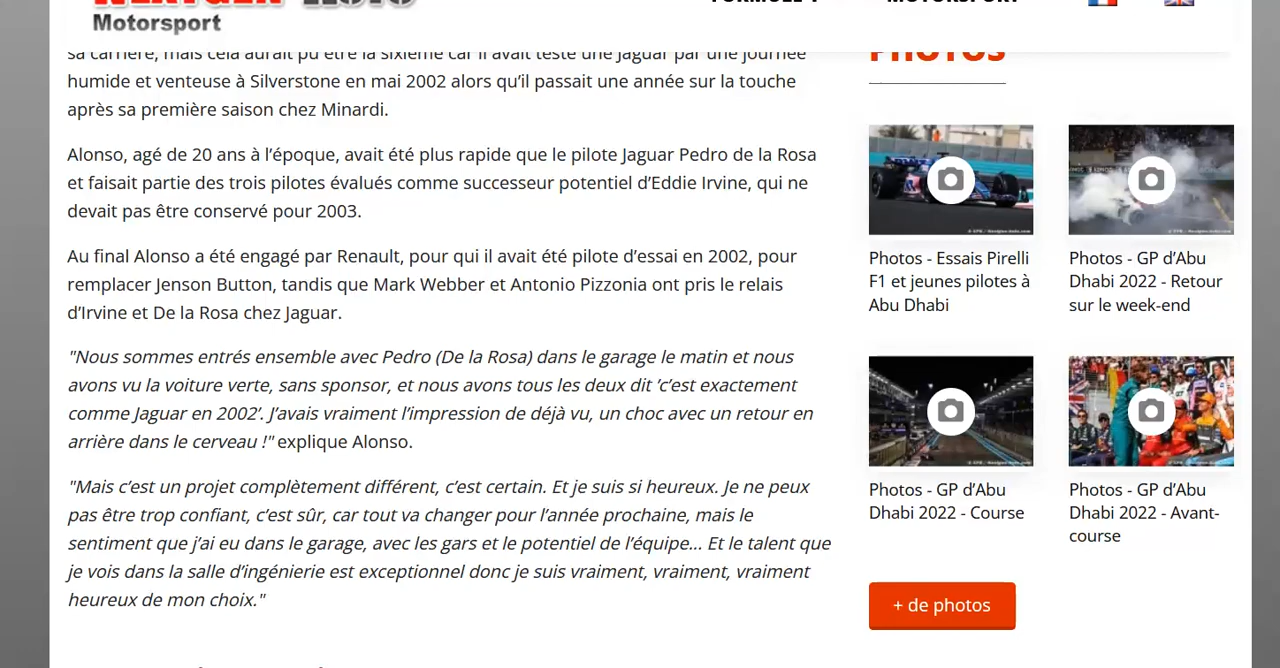 NEXTGEN-AUTO
Motorsport
FORMULE 1
MOTORSPORT
sa carrière, mais cela aurait pu être la sixième car il avait testé une Jaguar par une journée
humide et venteuse à Silverstone en mai 2002 alors qu’il passait une année sur la touche
après sa première saison chez Minardi.
Alonso, agé de 20 ans à l’époque, avait été plus rapide que le pilote Jaguar Pedro de la Rosa
et faisait partie des trois pilotes évalués comme successeur potentiel d’Eddie Irvine, qui ne
devait pas être conservé pour 2003.
Au final Alonso a été engagé par Renault, pour qui il avait été pilote d’essai en 2002, pour
remplacer Jenson Button, tandis que Mark Webber et Antonio Pizzonia ont pris le relais
d’Irvine et De la Rosa chez Jaguar.
"Nous sommes entrés ensemble avec Pedro (De la Rosa) dans le garage le matin et nous
avons vu la voiture verte, sans sponsor, et nous avons tous les deux dit ’c’est exactement
comme Jaguar en 2002’. J’avais vraiment l’impression de déjà vu, un choc avec un retour en
arrière dans le cerveau !" explique Alonso.
"Mais c’est un projet complètement différent, c’est certain. Et je suis si heureux. Je ne peux
pas être trop confiant, c’est sûr, car tout va changer pour l’année prochaine, mais le
sentiment que j’ai eu dans le garage, avec les gars et le potentiel de l’équipe... Et le talent que
je vois dans la salle d’ingénierie est exceptionnel donc je suis vraiment, vraiment, vraiment
heureux de mon choix."
PHOTOS
Photos - Essais Pirelli
F1 et jeunes pilotes à
Abu Dhabi
Photos - GP d’Abu
Dhabi 2022 - Retour
sur le week-end
Photos - GP d’Abu
Dhabi 2022 - Course
Photos - GP d’Abu
Dhabi 2022 - Avant-
course
+ de photos